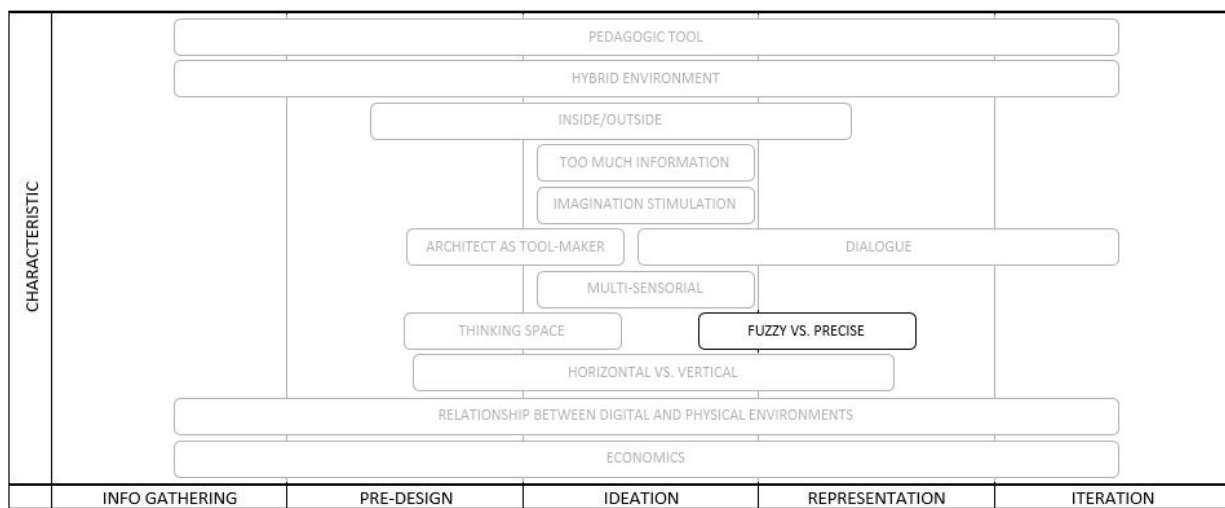 PEDAGOGIC TOOL
HYBRID ENVIRONMENT
INSIDE/OUTSIDE
TOO MUCH INFORMATION
IMAGINATION STIMULATION
ARCHITECT AS TOOL-MAKER
DIALOGUE
MULTI-SENSORIAL
THINKING SPACE
FUZZY VS. PRECISE
HORIZONTAL VS. VERTICAL
RELATIONSHIP BETWEEN DIGITAL AND PHYSICAL ENVIRONMENTS
ECONOMICS
CHARACTERISTIC
INFO GATHERING
PRE-DESIGN
IDEATION
REPRESENTATION
ITERATION